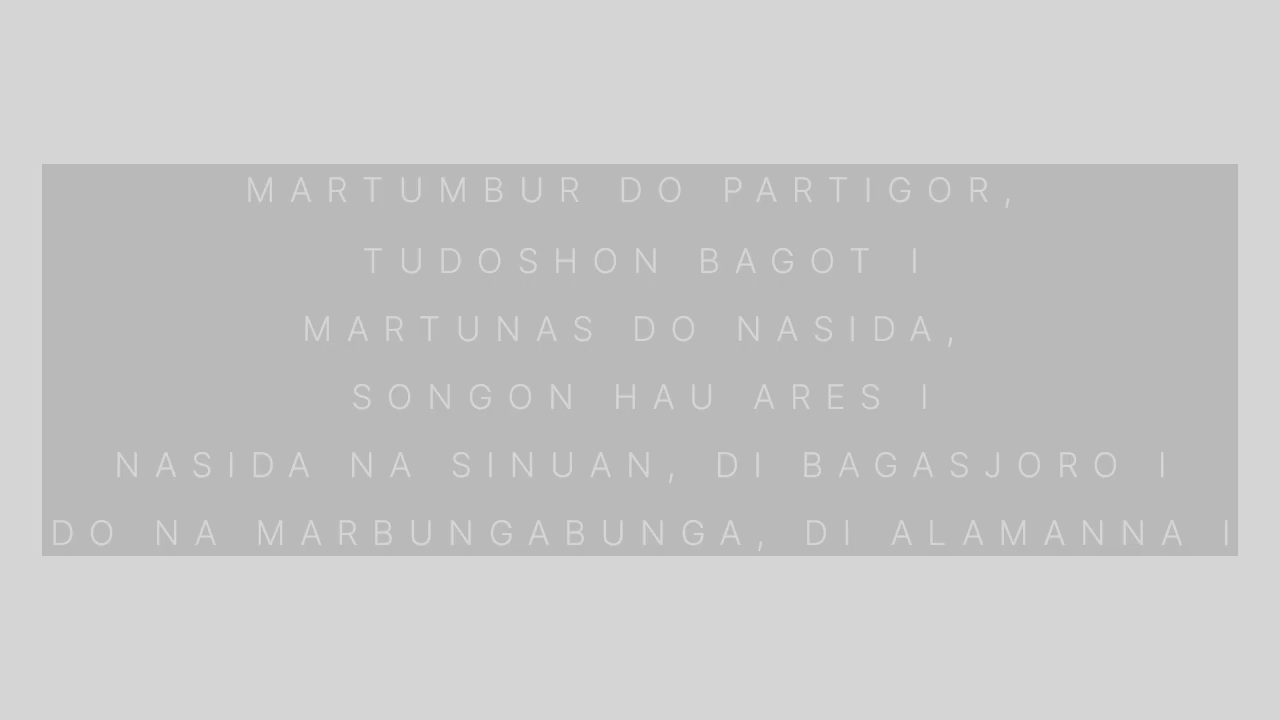 MARTUMBUR DO PARTIGOR,
TUDOSHON BAGOT I
MARTUNAS DO NASIDA,
SONGON HAU ARES I
NASIDA NA SINUAN, DI BAGASJORO I
DO NA MARBUNGABUNGA, DI ALAMANNA I